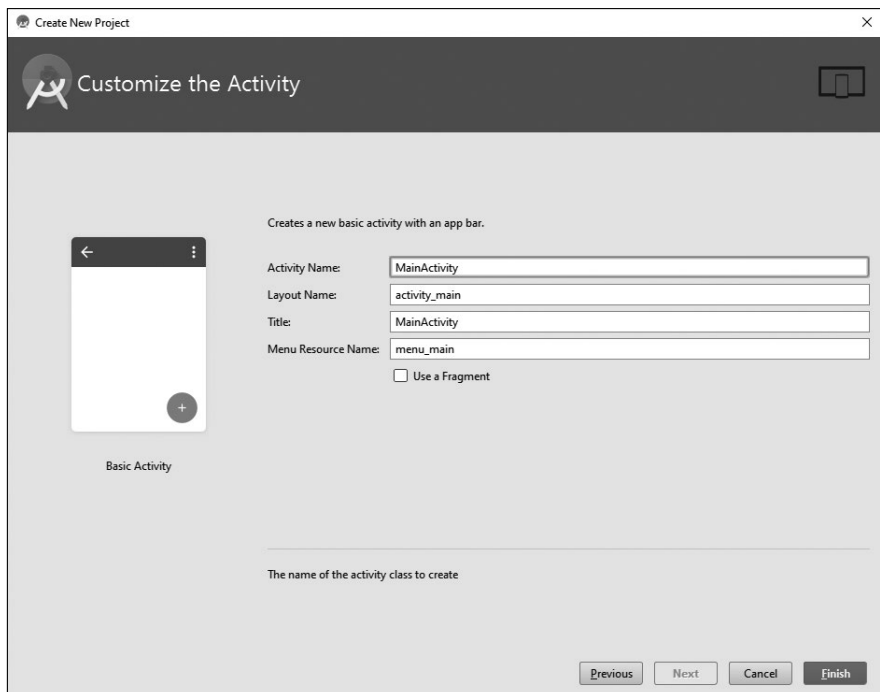 Create New Project
Customize the Activity
Creates a new basic activity with an app bar.
Activity Name: MainActivity
Layout Name: activity_main
Title: MainActivity
Menu Resource Name: menu_main
Use a Fragment
Basic Activity
The name of the activity class to create
Previous Next Cancel Finish